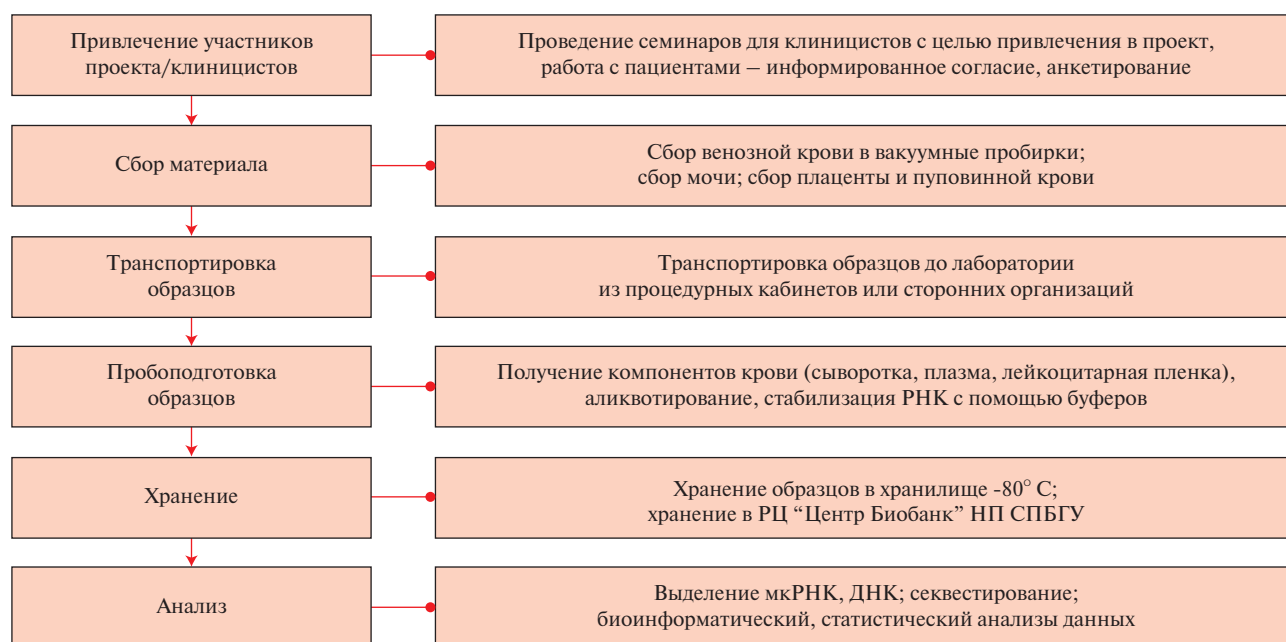 Привлечение участников
проекта/клиницистов
Проведение семинаров для клиницистов с целью привлечения в проект,
работа с пациентами – информированное согласие, анкетирование
Сбор материала
Сбор венозной крови в вакуумные пробирки;
сбор мочи; сбор плаценты и пуповинной крови
Транспортировка
образцов
Транспортировка образцов до лаборатории
из процедурных кабинетов или сторонних организаций
Пробоподготовка
образцов
Получение компонентов крови (сыворотка, плазма, лейкоцитарная пленка),
аликвотирование, стабилизация РНК с помощью буферов
Хранение
Хранение образцов в хранилище -80° С;
хранение в РЦ “Центр Биобанк” НП СПБГУ
Анализ
Выделение мкРНК, ДНК; секвестирование;
биоинформатический, статистический анализы данных